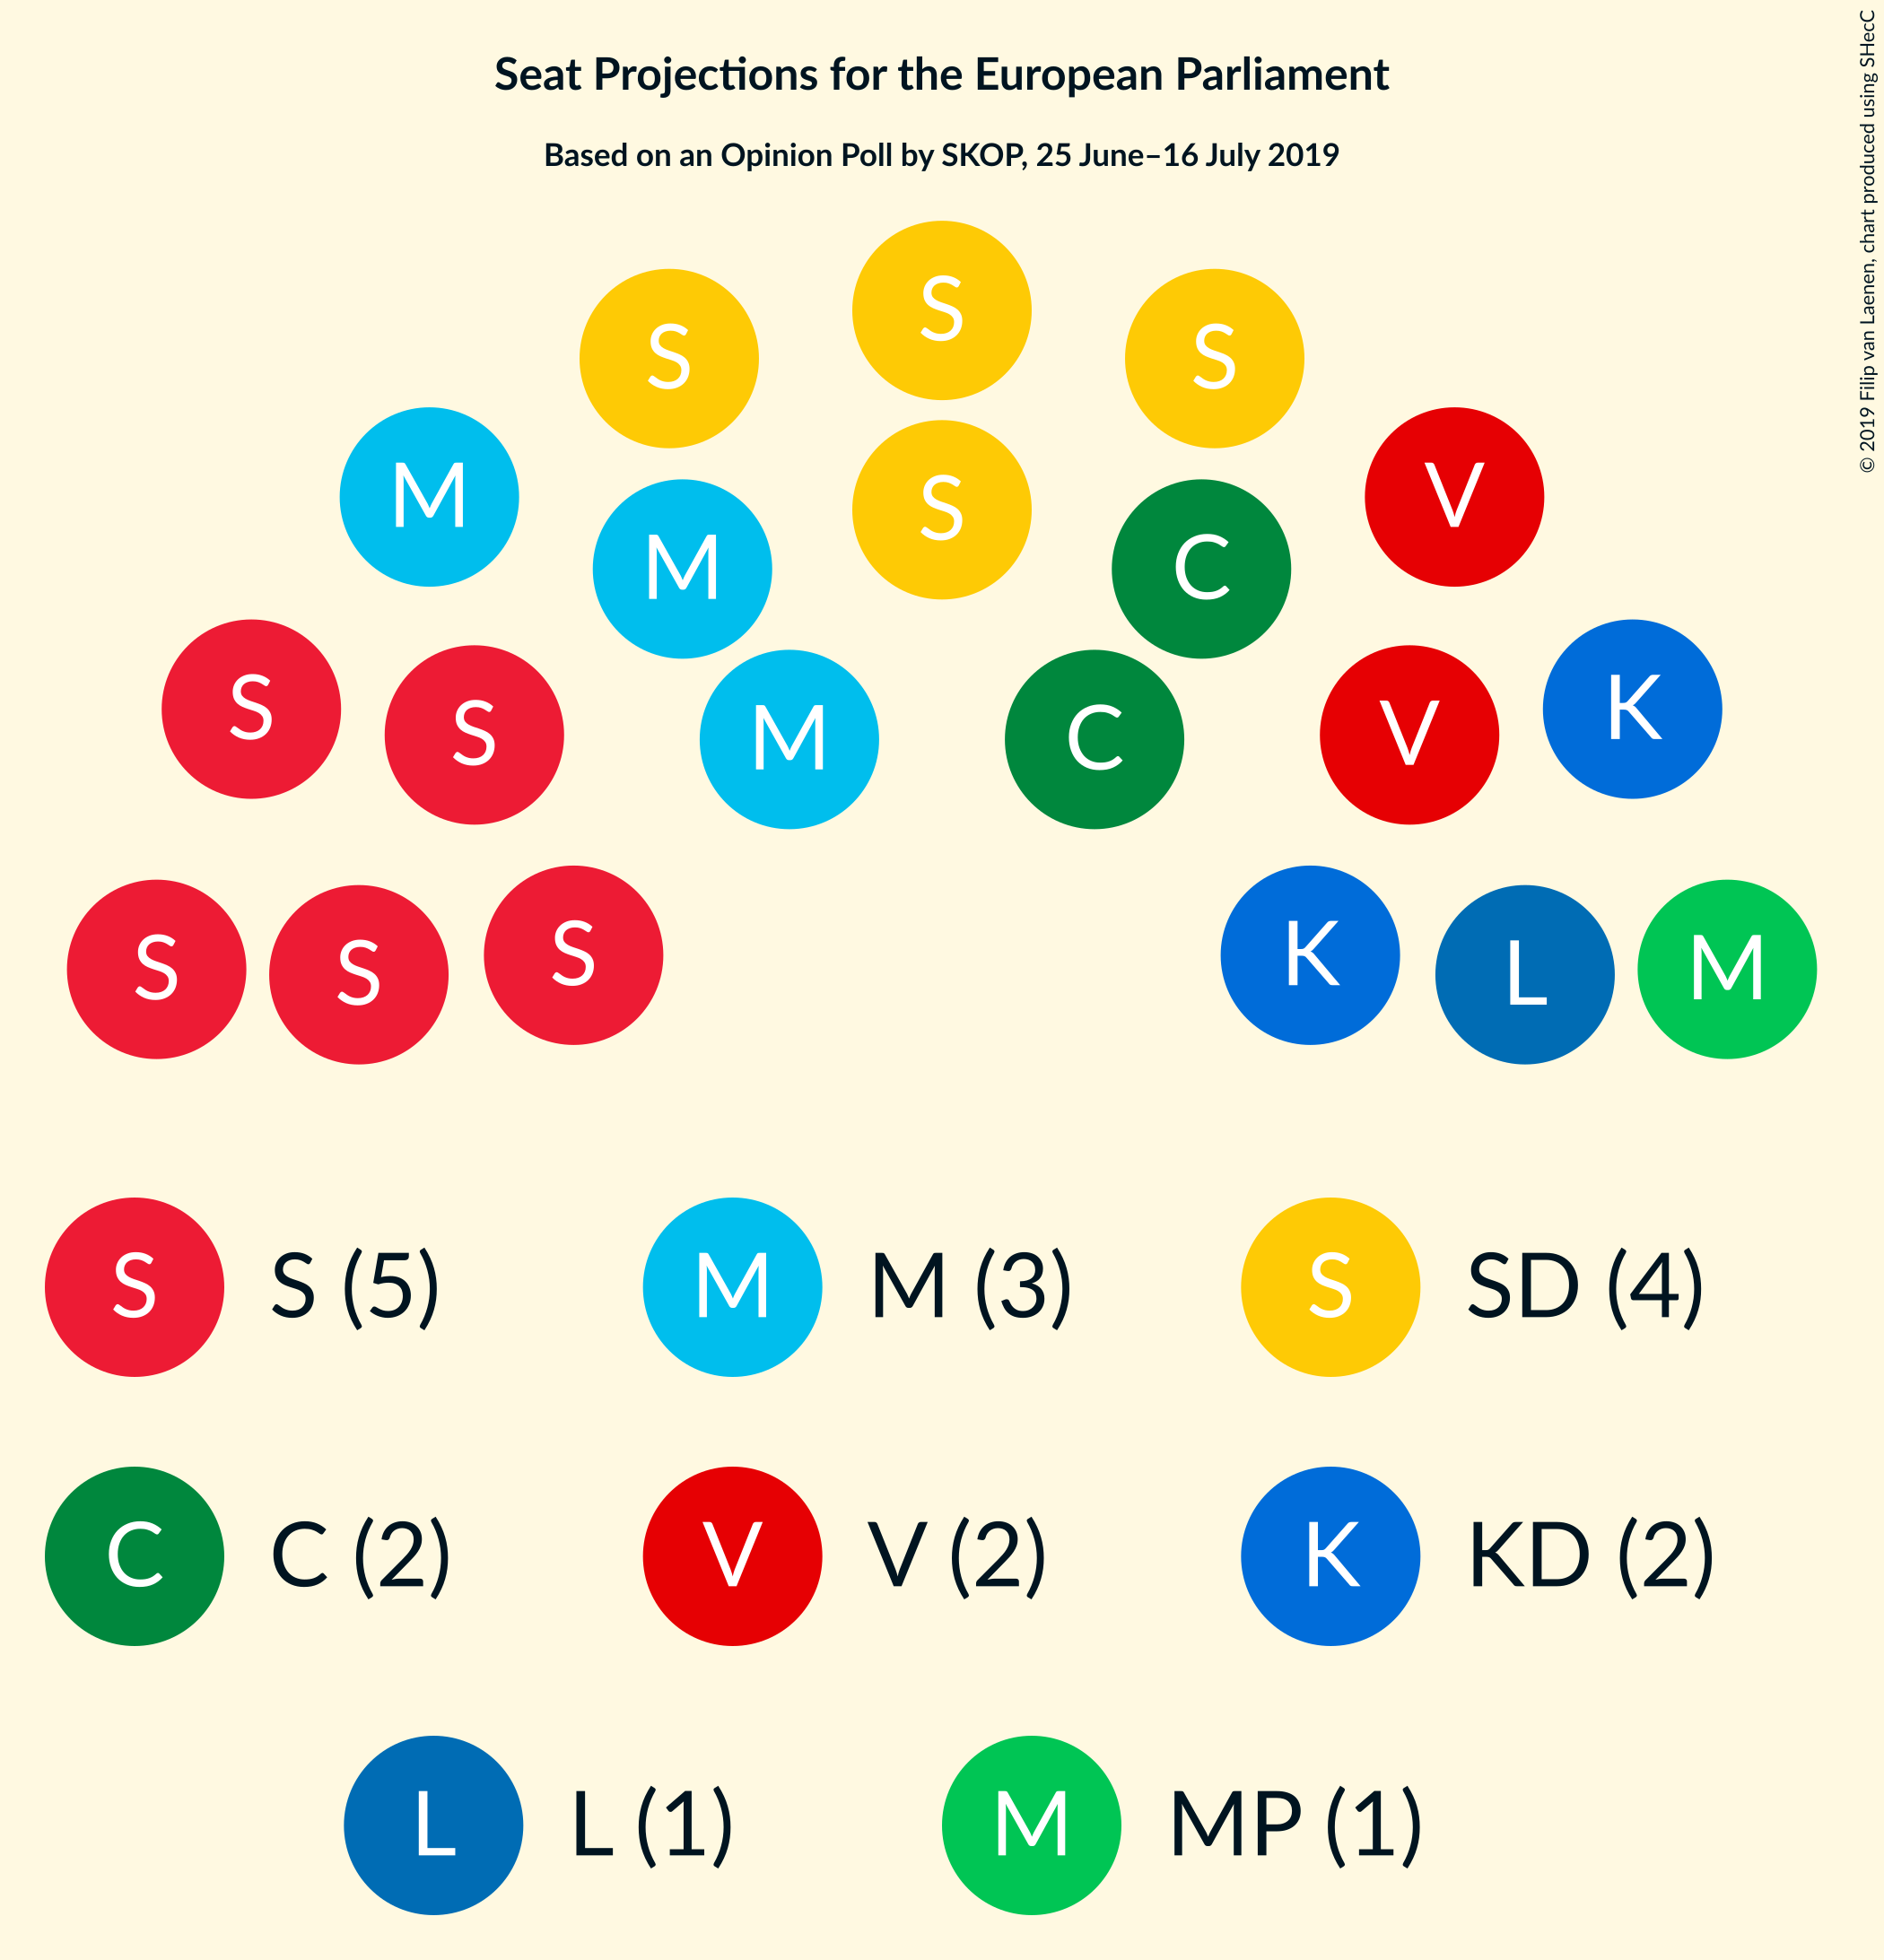 Seat Projections for the European Parliament
Based on an Opinion Poll by SKOP, 25 June–16 July 2019
© 2019 Filip van Laenen, chart produced using SHecC
S
S S
M V
S
M C
S K
S V
M C
S K
S L M
S
S S (5) M M (3) S SD (4)
C C (2) V V (2) K KD (2)
L L (1) M MP (1)